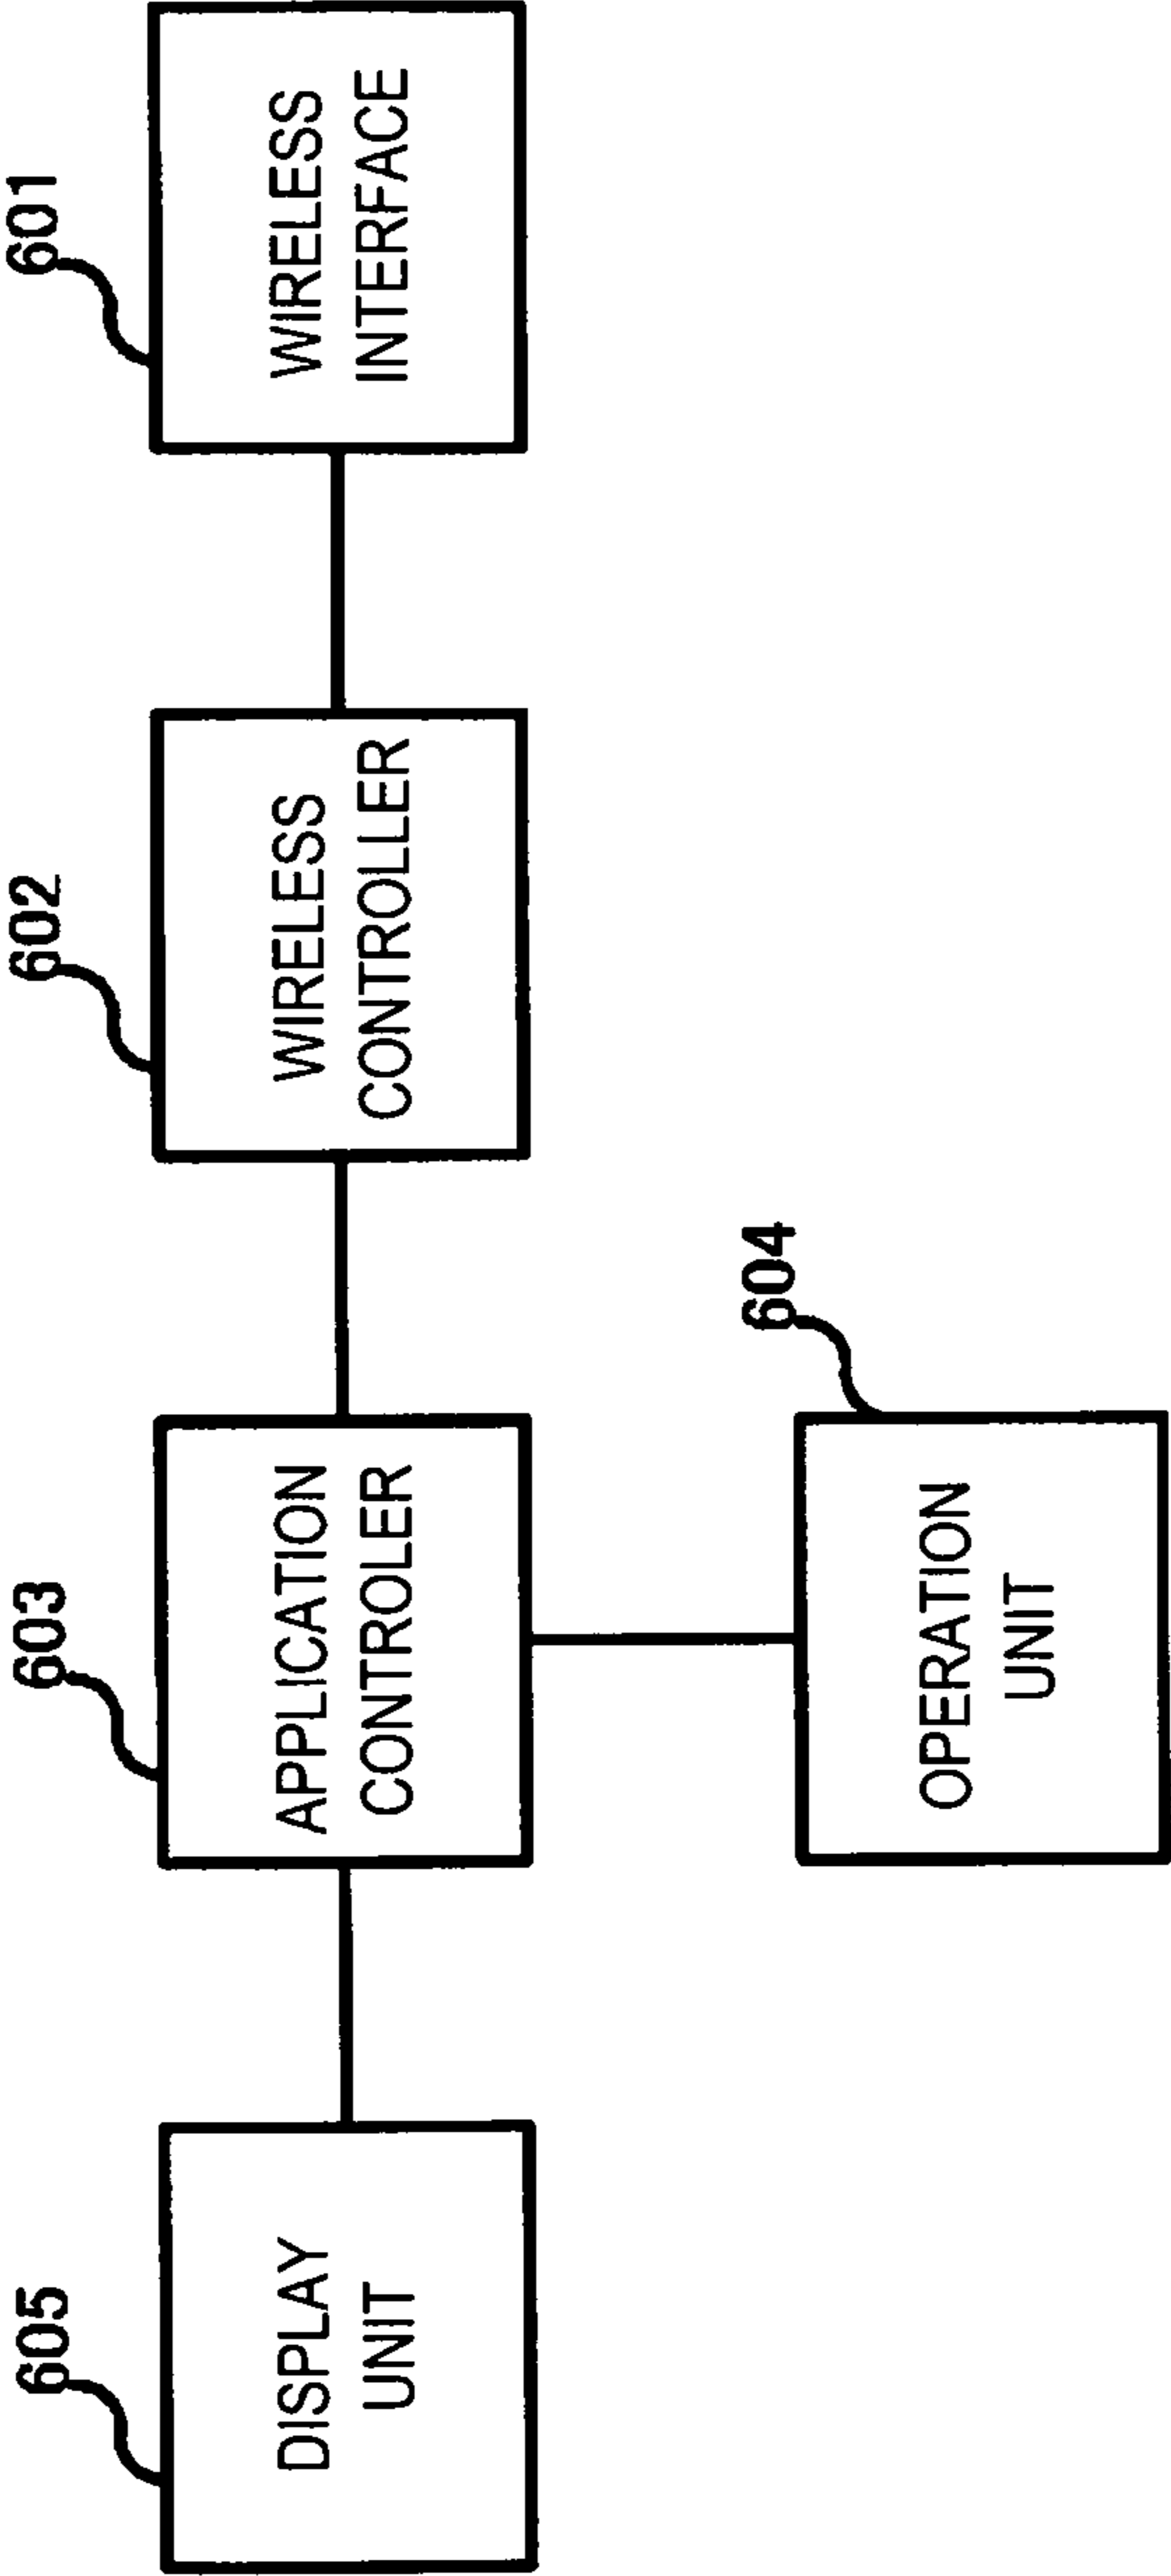 605
DISPLAY
UNIT
603
APPLICATION
CONTROLER
602
WIRELESS
CONTROLLER
601
WIRELESS
INTERFACE
604
OPERATION
UNIT